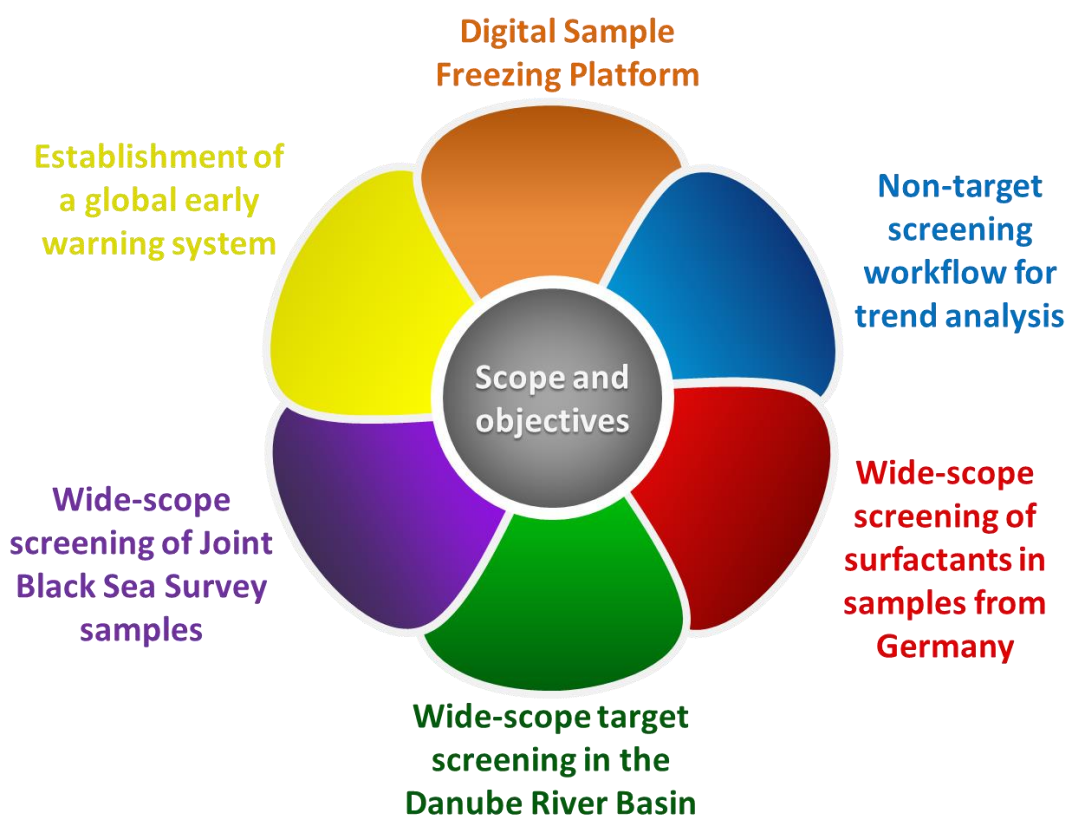 Digital Sample
Freezing Platform
Establishment of
a global early
warning system
Non-target
screening
workflow for
trend analysis
Scope and
objectives
Wide-scope
screening of
surfactants in
samples from
Germany
Wide-scope
screening of Joint
Black Sea Survey
samples
Wide-scope target
screening in the
Danube River Basin